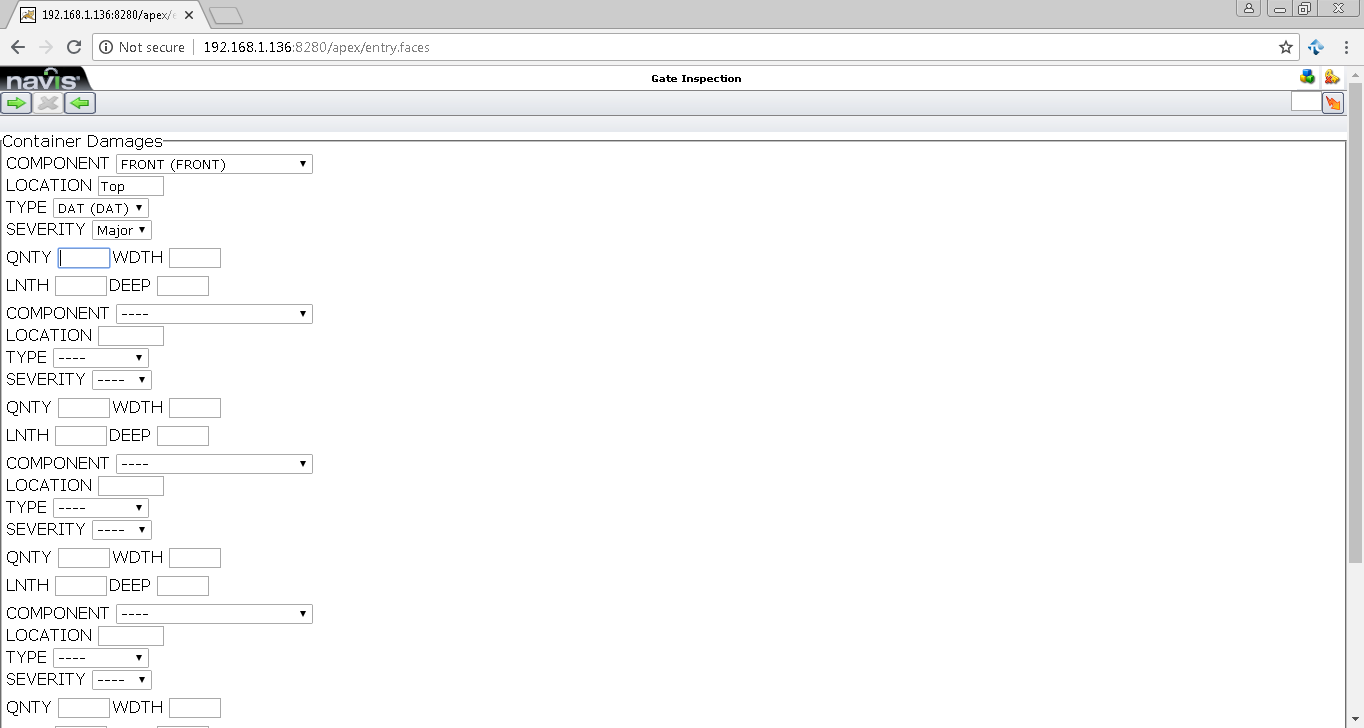 192.168.1.136:8280/apex/e
Not secure 192.168.1.136:8280/apex/entry.faces
navis
Gate Inspection
Container Damages
COMPONENT FRONT (FRONT)
LOCATION Top
TYPE DAT (DAT)
SEVERITY Major
QNTY WDTH
LNTH DEEP
COMPONENT ----
LOCATION
TYPE ----
SEVERITY ----
QNTY WDTH
LNTH DEEP
COMPONENT ----
LOCATION
TYPE ----
SEVERITY ----
QNTY WDTH
LNTH DEEP
COMPONENT ----
LOCATION
TYPE ----
SEVERITY ----
QNTY WDTH